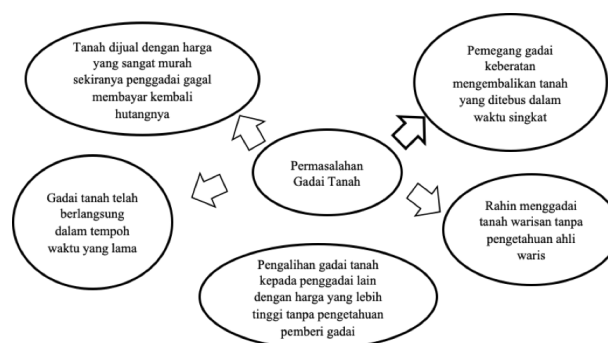 Tanah dijual dengan harga
yang sangat murah
sekiranya penggadai gagal
membayar kembali
hutangnya
Pemegang gadai
keberatan
mengembalikan tanah
yang ditebus dalam
waktu singkat
Permasalahan
Gadai Tanah
Gadai tanah telah
berlangsung
dalam tempoh
waktu yang lama
Rahin menggadai
tanah warisan tanpa
pengetahuan ahli
waris
Pengalihan gadai tanah
kepada penggadai lain
dengan harga yang lebih
tinggi tanpa pengetahuan
pemberi gadai